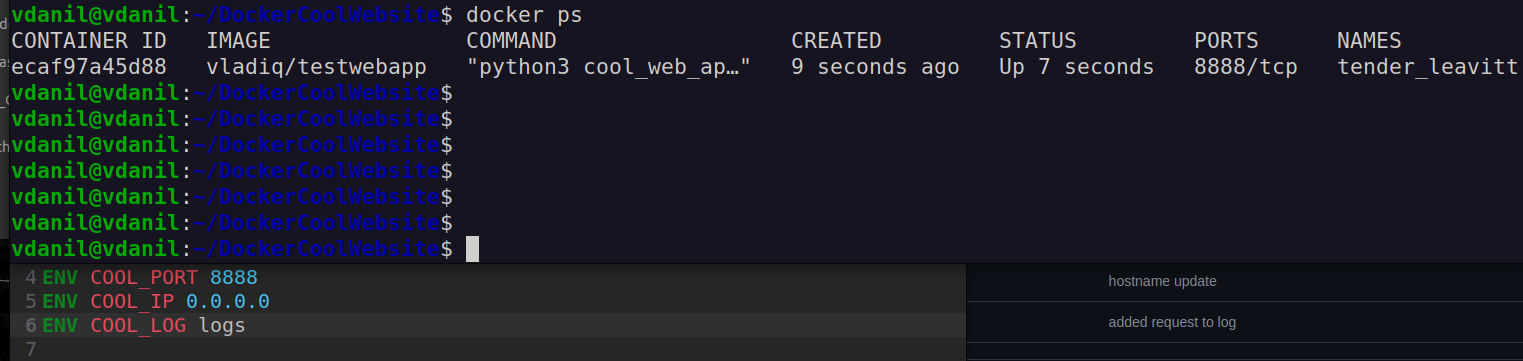 vdanil@vdanil:~/DockerCoolWebsite$ docker ps
CONTAINER ID IMAGE COMMAND CREATED STATUS PORTS NAMES
ecaf97a45d88 vladiq/testwebapp "python3 cool_web_ap…" 9 seconds ago Up 7 seconds 8888/tcp tender_leavitt
vdanil@vdanil:~/DockerCoolWebsite$
vdanil@vdanil:~/DockerCoolWebsite$
vdanil@vdanil:~/DockerCoolWebsite$
vdanil@vdanil:~/DockerCoolWebsite$
vdanil@vdanil:~/DockerCoolWebsite$
vdanil@vdanil:~/DockerCoolWebsite$
vdanil@vdanil:~/DockerCoolWebsite$
4 ENV COOL_PORT 8888
5 ENV COOL_IP 0.0.0.0
6 ENV COOL_LOG logs
7
hostname update
added request to log